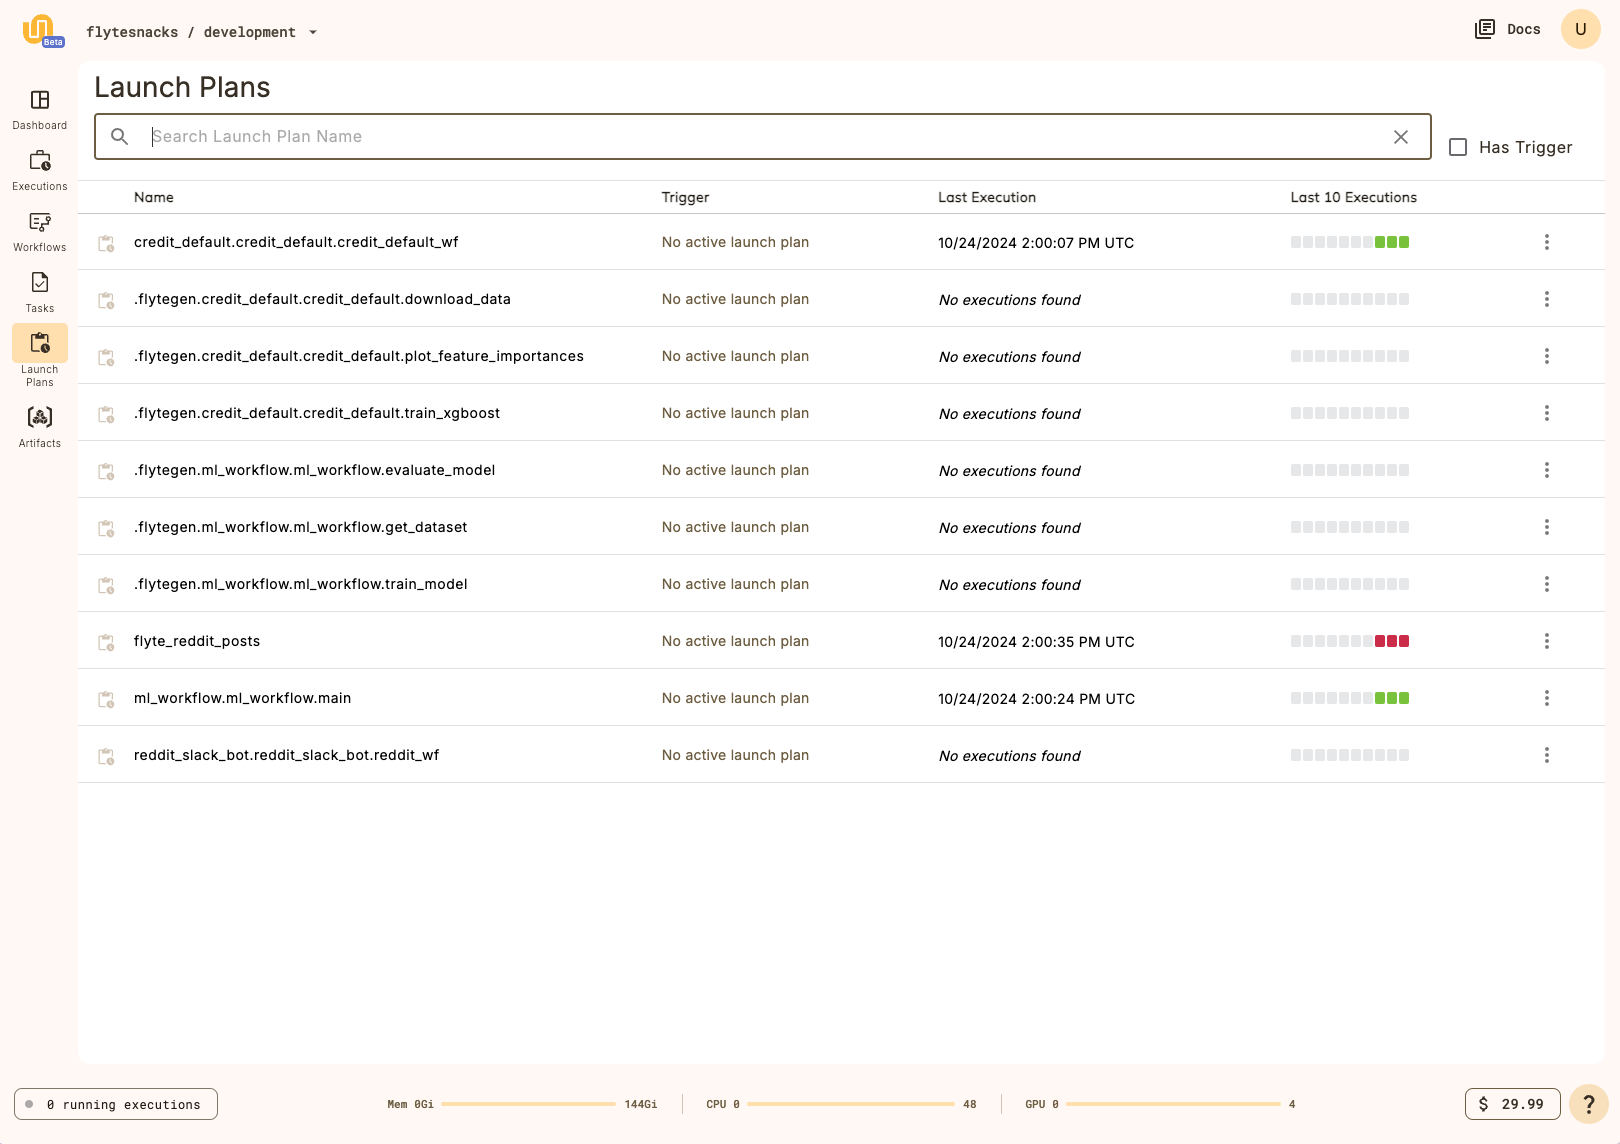 Beta
flytesnacks / development
Docs
U
Dashboard
Executions
Workflows
Tasks
Launch
Plans
Artifacts
Launch Plans
Search Launch Plan Name
Has Trigger
Name Trigger Last Execution Last 10 Executions
credit_default.credit_default.credit_default_wf No active launch plan 10/24/2024 2:00:07 PM UTC
.flytegen.credit_default.credit_default.download_data No active launch plan No executions found
.flytegen.credit_default.credit_default.plot_feature_importances No active launch plan No executions found
.flytegen.credit_default.credit_default.train_xgboost No active launch plan No executions found
.flytegen.ml_workflow.ml_workflow.evaluate_model No active launch plan No executions found
.flytegen.ml_workflow.ml_workflow.get_dataset No active launch plan No executions found
.flytegen.ml_workflow.ml_workflow.train_model No active launch plan No executions found
flyte_reddit_posts No active launch plan 10/24/2024 2:00:35 PM UTC
ml_workflow.ml_workflow.main No active launch plan 10/24/2024 2:00:24 PM UTC
reddit_slack_bot.reddit_slack_bot.reddit_wf No active launch plan No executions found
0 running executions
Mem 0Gi 144Gi
CPU 0 48
GPU 0 4
$ 29.99
?